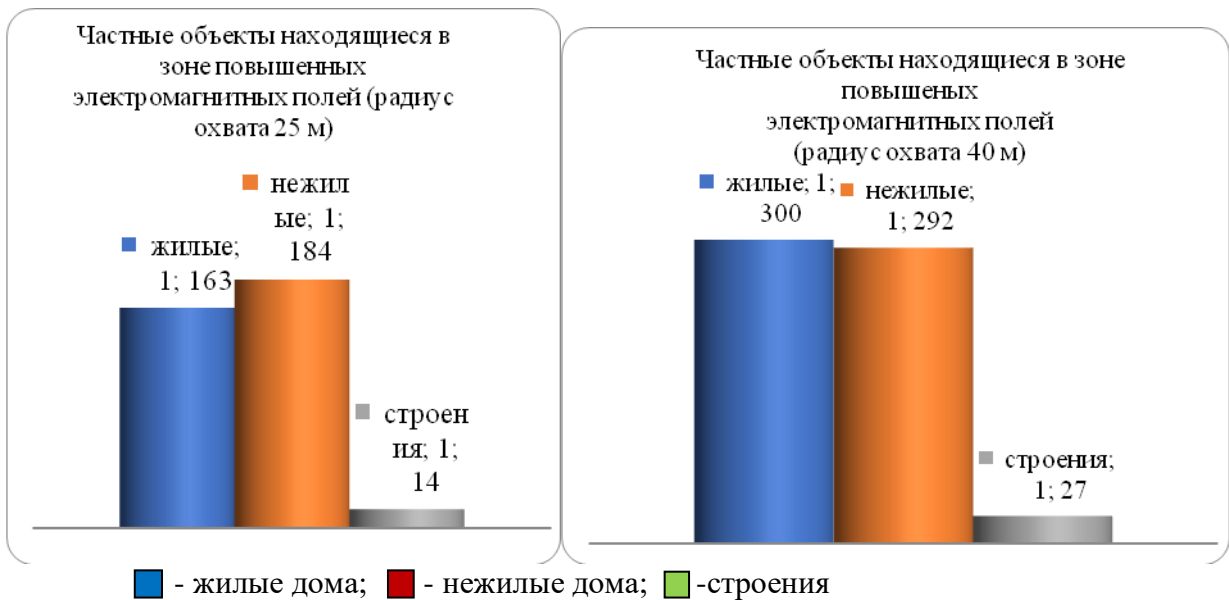 Частные объекты находящиеся в
зоне повышенных
электромагнитных полей (радиус
охвата 25 м)
нежил
ые; 1;
184
жилые;
1; 163
строен
ия; 1;
14
Частные объекты находящиеся в зоне
повышеных
электромагнитных полей
(радиус охвата 40 м)
жилые; 1;
300
нежилые;
1; 292
строения;
1; 27
- жилые дома; - нежилые дома; -строения